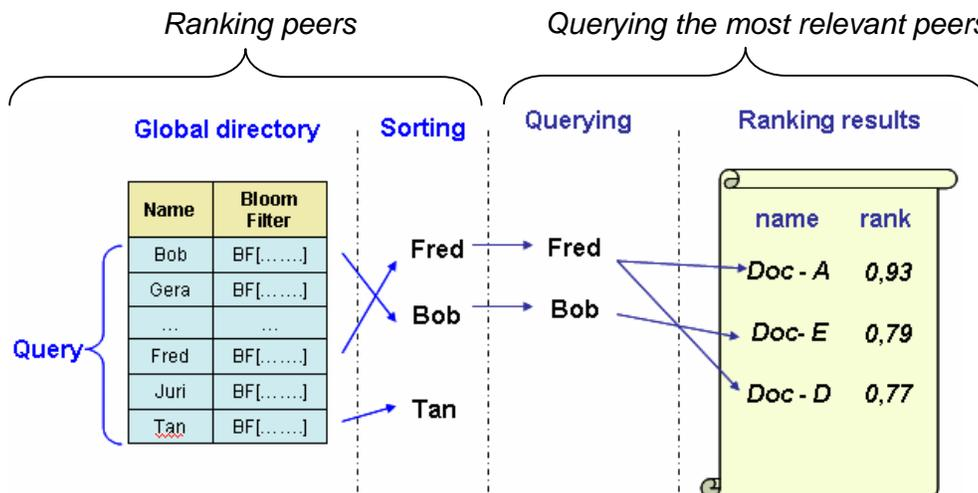 Ranking peers
Querying the most relevant peers
Global directory
Sorting
Querying
Ranking results
Name
Bloom
Filter
Bob
BF[.......]
Gera
BF[.......]
...
...
Fred
BF[.......]
Juri
BF[.......]
Tan
BF[.......]
Query
Fred
Bob
Tan
Fred
Bob
name rank
Doc - A 0,93
Doc- E 0,79
Doc - D 0,77